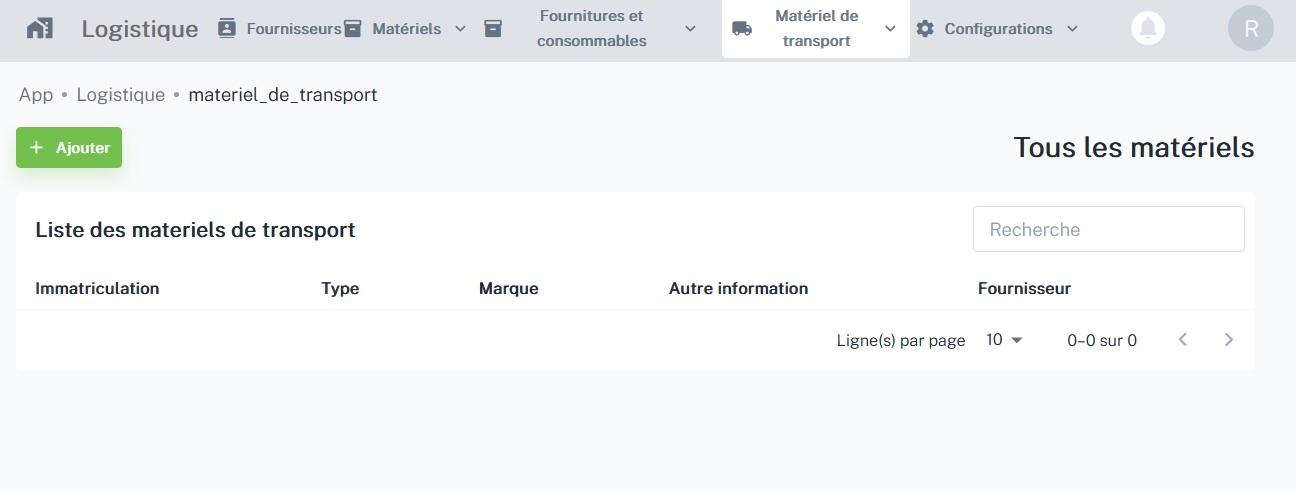 Logistique
Fournisseurs
Matériels
Fournitures et
consommables
Matériel de
transport
Configurations
R
App • Logistique • materiel_de_transport
+ Ajouter
Tous les matériels
Liste des materiels de transport
Recherche
Immatriculation Type Marque Autre information Fournisseur
Ligne(s) par page 10 0–0 sur 0